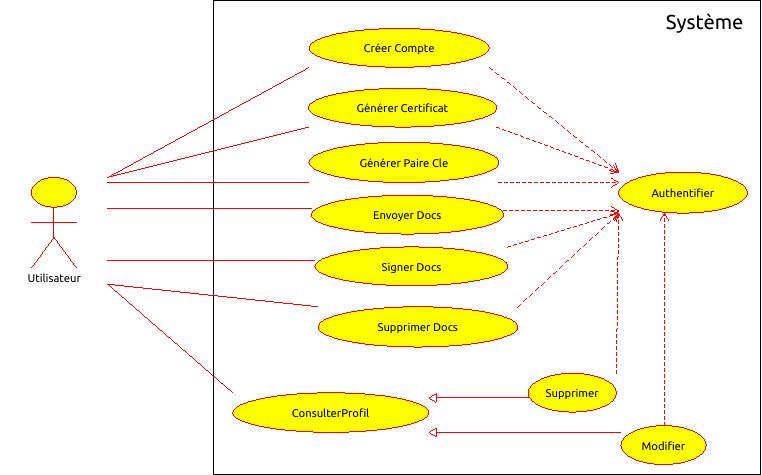 Système
Créer Compte
Générer Certificat
Générer Paire Cle
Authentifier
Envoyer Docs
Signer Docs
Utilisateur
Supprimer Docs
Supprimer
ConsulterProfil
Modifier